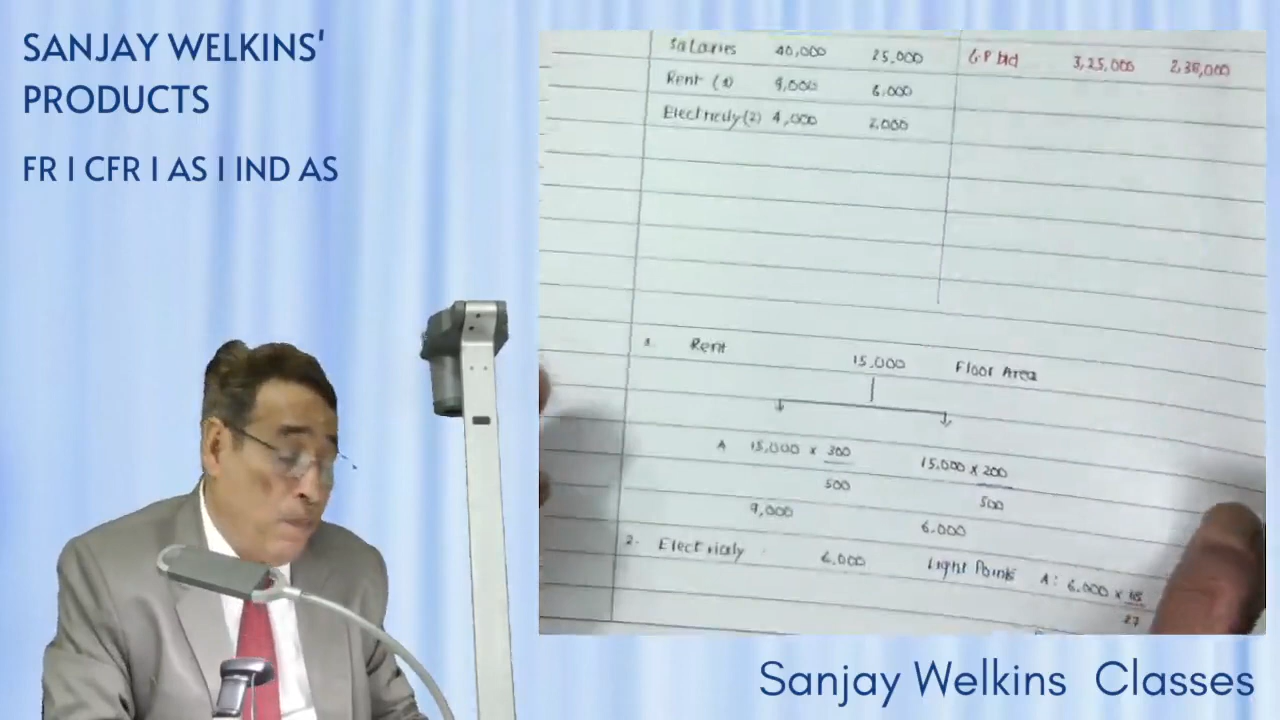 SANJAY WELKINS'
PRODUCTS
FR I CFR I AS I IND AS
Salaries 40,000 25,000 G.P b/d 3,25,000 2,38,000
Rent (1) 9,000 6,000
Electricity (2) 4,000 2,000
1. Rent 15,000 Floor Area
A 15,000 x 300 15,000 x 200
500 500
9,000 6,000
2. Electricity 6,000 Light Points A: 6,000 x 18
27
Sanjay Welkins Classes